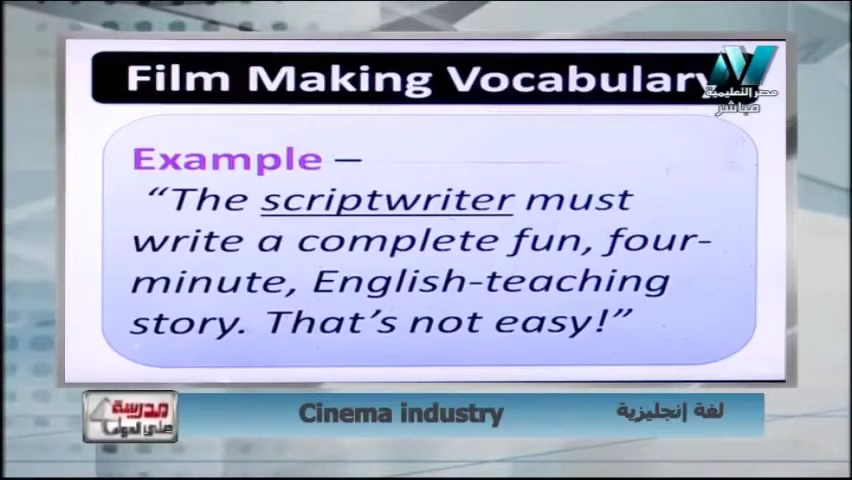 Film Making Vocabulary
مصر التعليمية
مباشر
Example –
“The scriptwriter must
write a complete fun, four-
minute, English-teaching
story. That’s not easy!”
مدرسة
على الهواء
Cinema industry
لغة إنجليزية